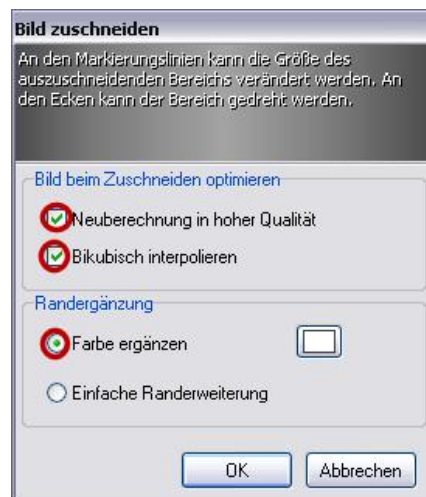 Bild zuschneiden
An den Markierungslinien kann die Größe des
auszuschneidenden Bereichs verändert werden. An
den Ecken kann der Bereich gedreht werden.
Bild beim Zuschneiden optimieren
Neuberechnung in hoher Qualität
Bikubisch interpolieren
Randergänzung
Farbe ergänzen
Einfache Randerweiterung
OK
Abbrechen